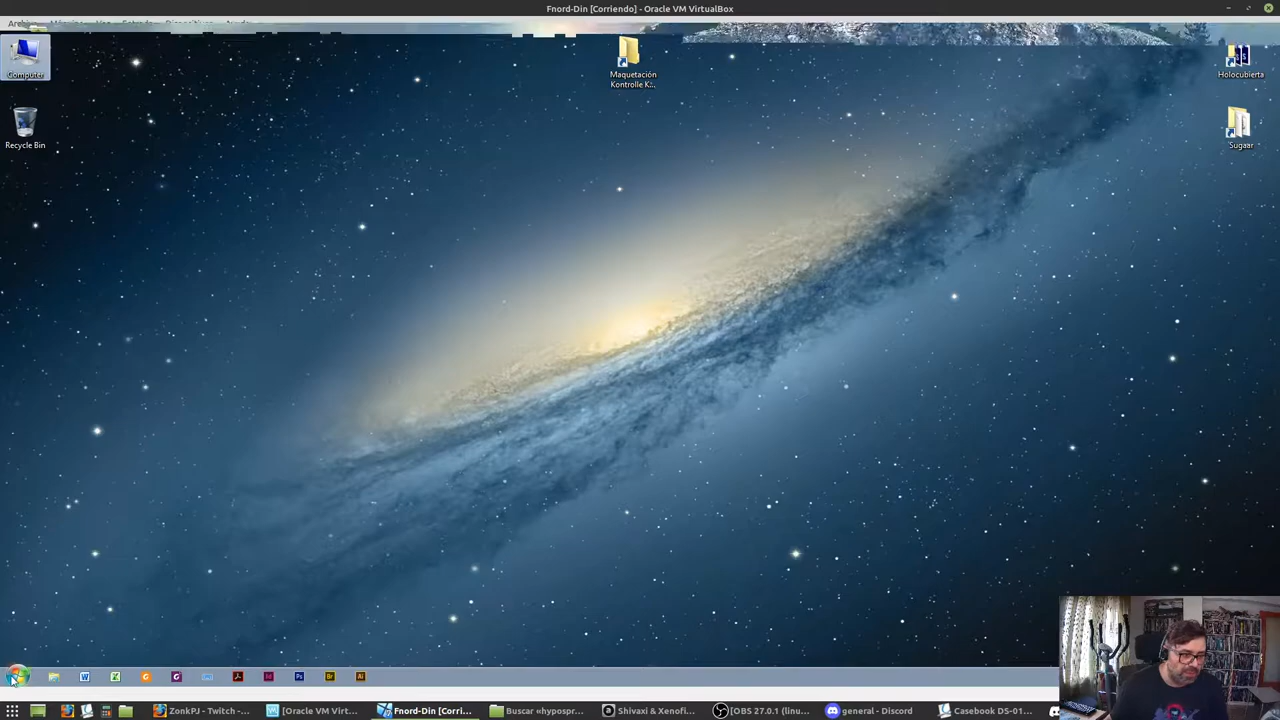 Fnord-Din [Corriendo] - Oracle VM VirtualBox
Computer
Recycle Bin
Maquetación
Kontrolle K...
Holocubierta
Sugaar
ZonkPJ - Twitch -...
[Oracle VM Virt...
Fnord-Din [Corri...
Buscar «hypospr...
Shivaxi & Xenofi...
[OBS 27.0.1 (linu...
general - Discord
Casebook DS-01...